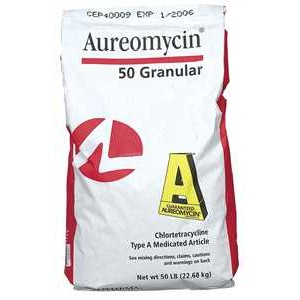 CEP40009 EXP 1/2006
Aureomycin®
50 Granular
A
GUARANTEED
AUREOMYCIN
Chlortetracycline
Type A Medicated Article
See mixing directions, claims, cautions
and warnings on back
Net wt 50 LB (22.68 kg)